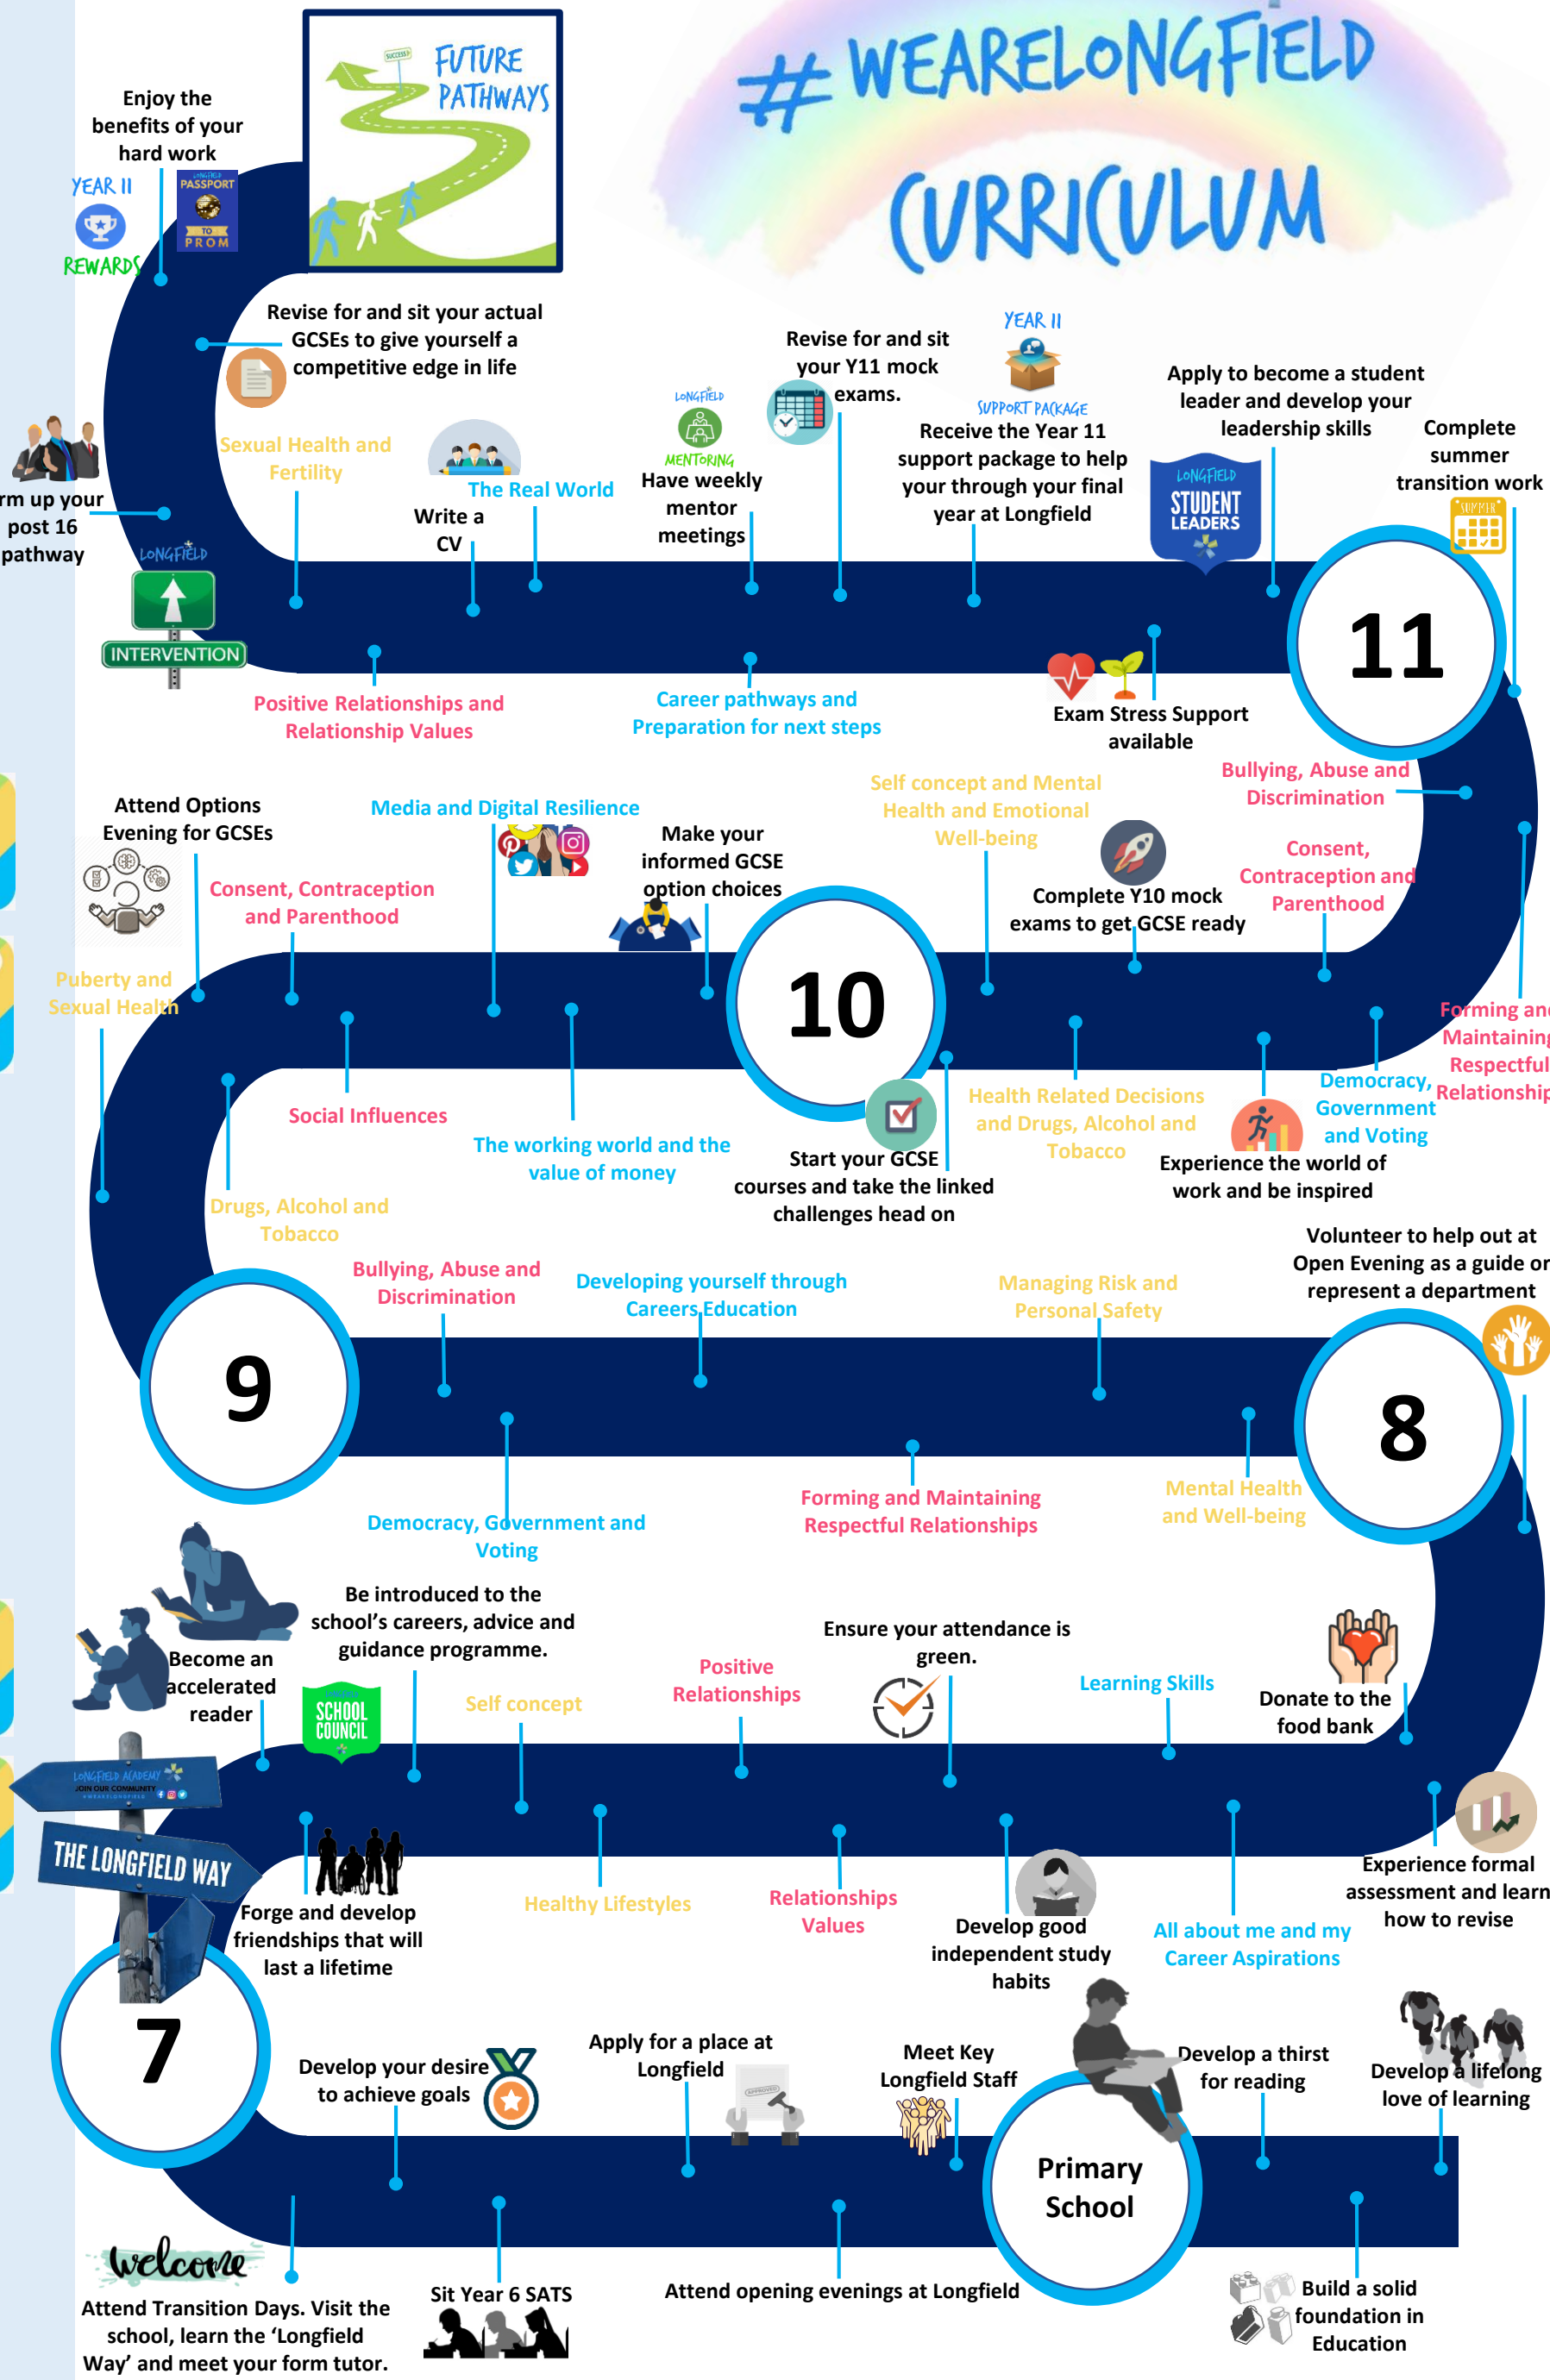 # WEARELONGFIELD
CURRICULUM
SUCCESS
FUTURE
PATHWAYS
Enjoy the
benefits of your
hard work
YEAR 11
REWARDS
LONGFIELD
PASSPORT
TO
PROM
Revise for and sit your actual
GCSEs to give yourself a
competitive edge in life
Sexual Health and
Fertility
rm up your
post 16
pathway
LONGFIELD
INTERVENTION
The Real World
Write a
CV
LONGFIELD
MENTORING
Have weekly
mentor
meetings
Revise for and sit
your Y11 mock
exams.
YEAR 11
SUPPORT PACKAGE
Receive the Year 11
support package to help
your through your final
year at Longfield
Apply to become a student
leader and develop your
leadership skills
LONGFIELD
STUDENT
LEADERS
Complete
summer
transition work
SUMMER
11
Positive Relationships and
Relationship Values
Career pathways and
Preparation for next steps
Exam Stress Support
available
Attend Options
Evening for GCSEs
Media and Digital Resilience
Make your
informed GCSE
option choices
Self concept and Mental
Health and Emotional
Well-being
Bullying, Abuse and
Discrimination
Consent,
Contraception and
Parenthood
Complete Y10 mock
exams to get GCSE ready
Consent, Contraception
and Parenthood
Puberty and
Sexual Health
10
Forming and
Maintaining
Respectful
Relationship
Social Influences
The working world and the
value of money
Start your GCSE
courses and take the linked
challenges head on
Health Related Decisions
and Drugs, Alcohol and
Tobacco
Democracy,
Government
and Voting
Experience the world of
work and be inspired
Drugs, Alcohol and
Tobacco
Bullying, Abuse and
Discrimination
Developing yourself through
Careers Education
Managing Risk and
Personal Safety
Volunteer to help out at
Open Evening as a guide or
represent a department
9
8
Democracy, Government and
Voting
Forming and Maintaining
Respectful Relationships
Mental Health
and Well-being
Become an
accelerated
reader
Be introduced to the
school's careers, advice and
guidance programme.
LONGFIELD
SCHOOL
COUNCIL
Self concept
Positive
Relationships
Ensure your attendance is
green.
Learning Skills
Donate to the
food bank
LONGFIELD ACADEMY
JOIN OUR COMMUNITY
#WEARELONGFIELD
THE LONGFIELD WAY
Forge and develop
friendships that will
last a lifetime
Healthy Lifestyles
Relationships
Values
Develop good
independent study
habits
All about me and my
Career Aspirations
Experience formal
assessment and learn
how to revise
7
Develop your desire
to achieve goals
Apply for a place at
Longfield
APPROVED
Meet Key
Longfield Staff
Primary
School
Develop a thirst
for reading
Develop a lifelong
love of learning
welcome
Attend Transition Days. Visit the
school, learn the ‘Longfield
Way’ and meet your form tutor.
Sit Year 6 SATS
Attend opening evenings at Longfield
Build a solid
foundation in
Education